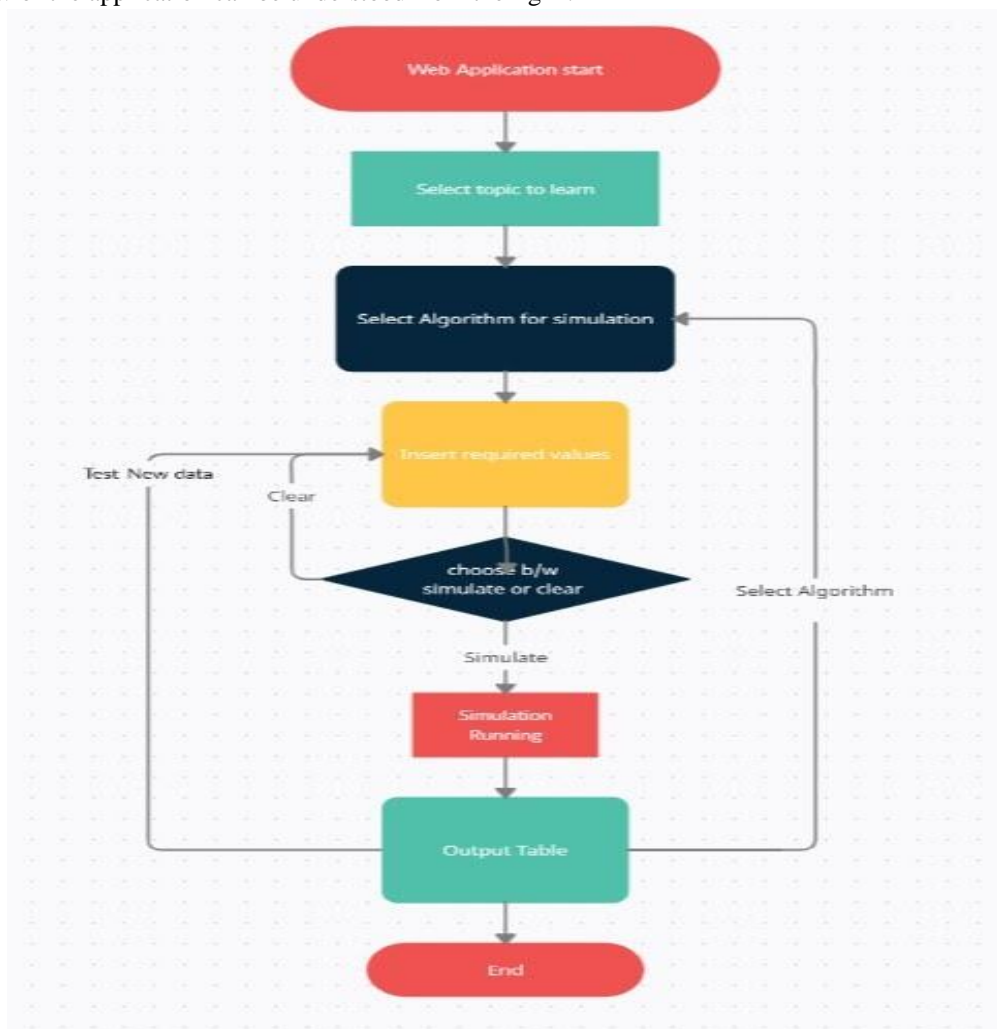 Web Application start
Select topic to learn
Select Algorithm for simulation
Insert required values
Test New data
Clear
choose b/w
simulate or clear
Select Algorithm
Simulate
Simulation
Running
Output Table
End